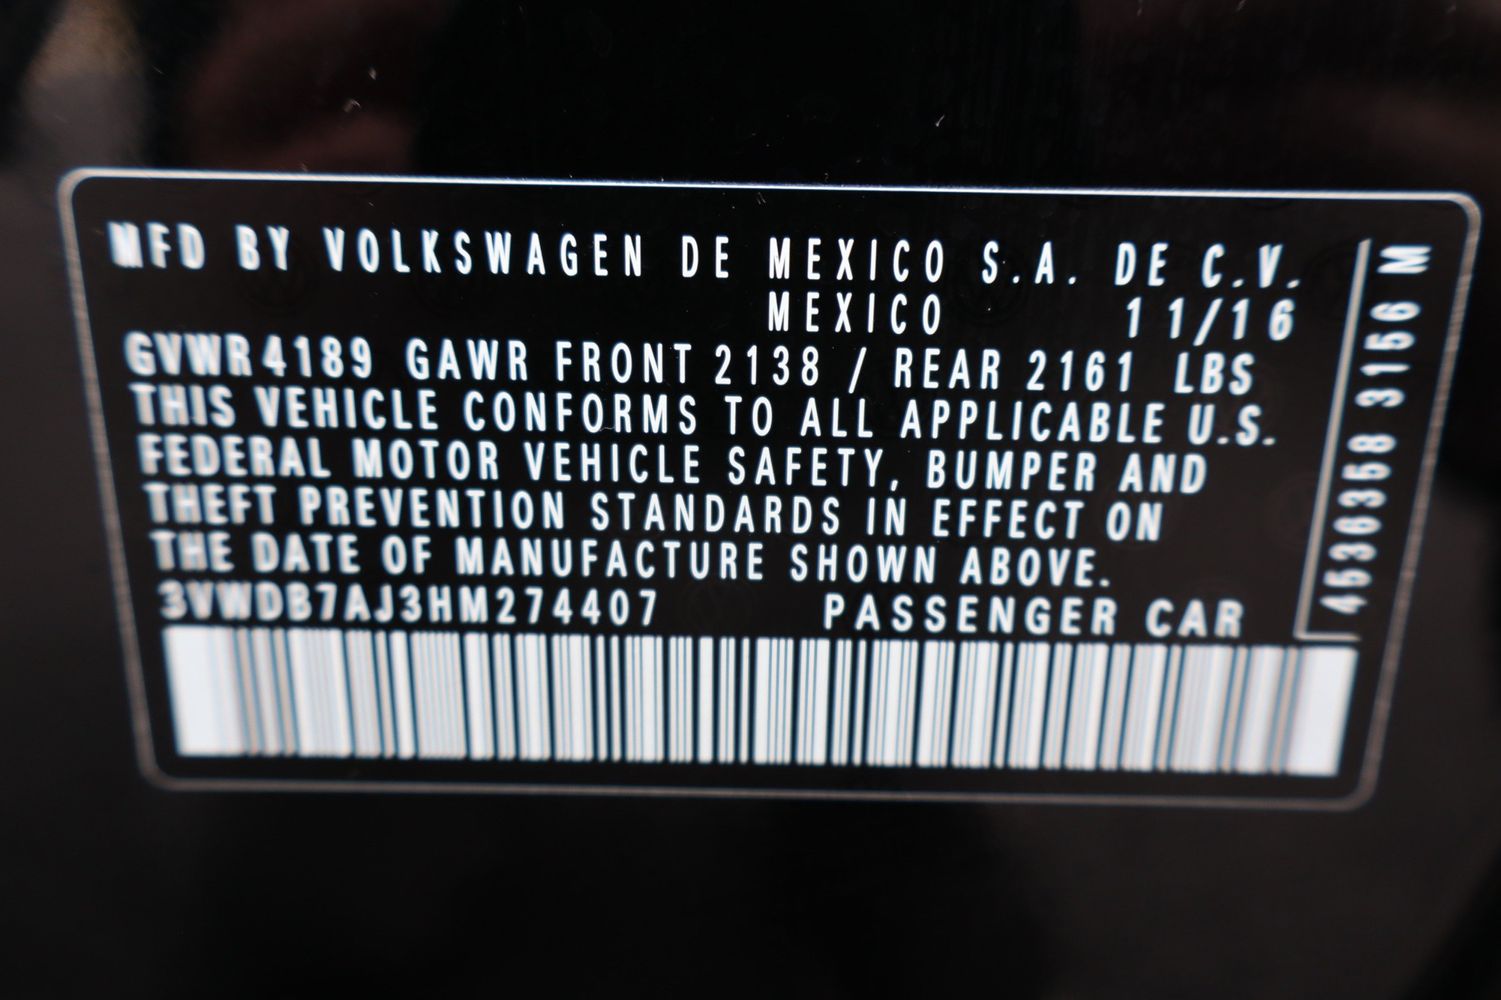 MFD BY VOLKSWAGEN DE MEXICO S.A. DE C.V.
MEXICO 11/16
GVWR 4189 GAWR FRONT 2138 / REAR 2161 LBS
THIS VEHICLE CONFORMS TO ALL APPLICABLE U.S.
FEDERAL MOTOR VEHICLE SAFETY, BUMPER AND
THEFT PREVENTION STANDARDS IN EFFECT ON
THE DATE OF MANUFACTURE SHOWN ABOVE.
3VWDB7AJ3HM274407 PASSENGER CAR
4536358 3156 M